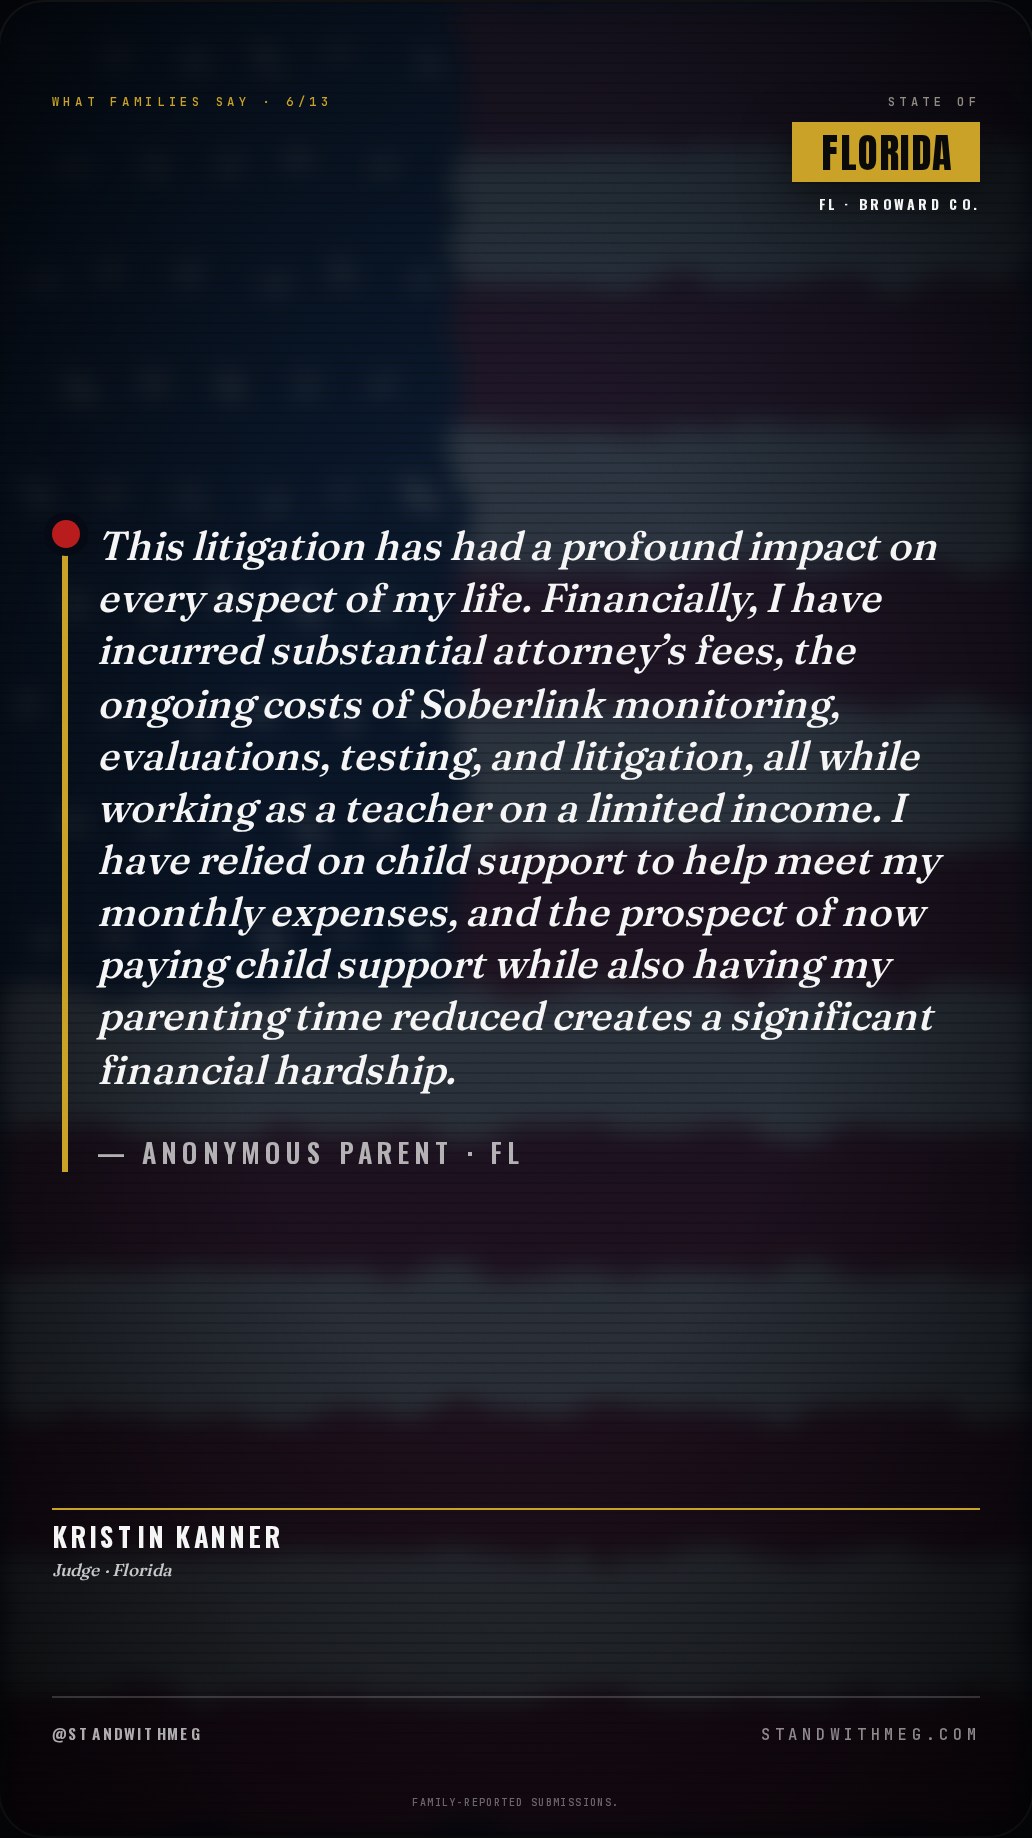 WHAT FAMILIES SAY · 6/13
STATE OF
FLORIDA
FL · BROWARD CO.
This litigation has had a profound impact on
every aspect of my life. Financially, I have
incurred substantial attorney’s fees, the
ongoing costs of Soberlink monitoring,
evaluations, testing, and litigation, all while
working as a teacher on a limited income. I
have relied on child support to help meet my
monthly expenses, and the prospect of now
paying child support while also having my
parenting time reduced creates a significant
financial hardship.
— ANONYMOUS PARENT · FL
KRISTIN KANNER
Judge · Florida
@STANDWITHMEG
STANDWITHMEG.COM
FAMILY-REPORTED SUBMISSIONS.